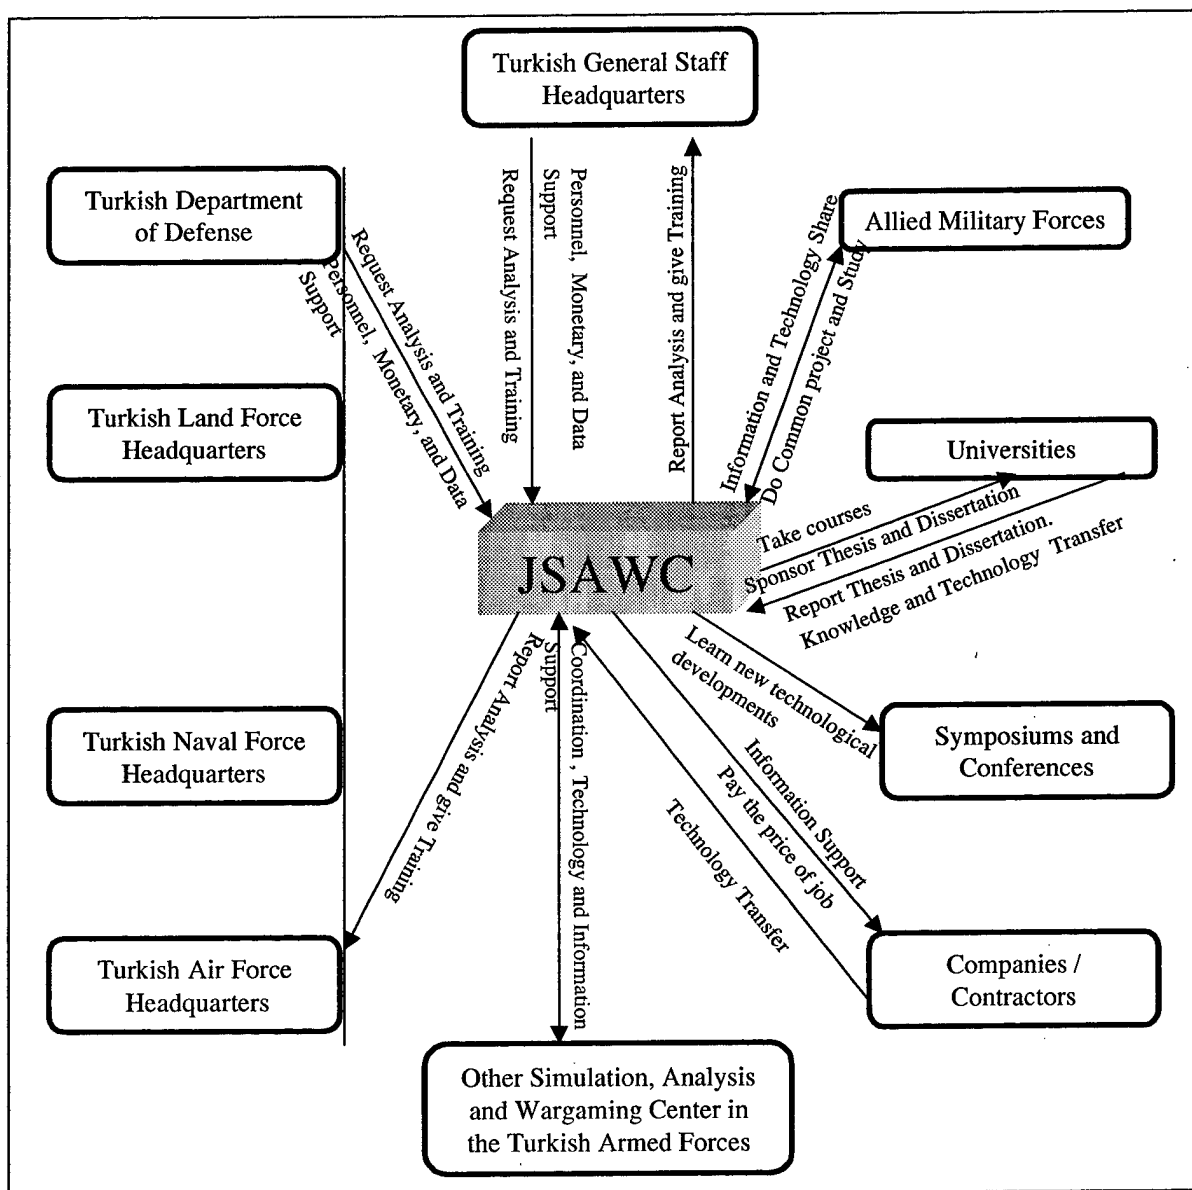 Turkish General Staff
Headquarters
Turkish Department
of Defense
Request Analysis and Training
Personnel, Monetary, and Data
Support
Personnel, Monetary, and Data
Support
Request Analysis and Training
Report Analysis and give Training
Allied Military Forces
Information and Technology Share
Do Common project and Study
Turkish Land Force
Headquarters
Universities
Take courses
Sponsor Thesis and Dissertation
Report Thesis and Dissertation.
Knowledge and Technology Transfer
JSAWC
Turkish Naval Force
Headquarters
Report Analysis and give Training
Coordination , Technology and Information
Support
Learn new technological
developments
Symposiums and
Conferences
Information Support
Pay the price of job
Technology Transfer
Turkish Air Force
Headquarters
Companies /
Contractors
Other Simulation, Analysis
and Wargaming Center in
the Turkish Armed Forces